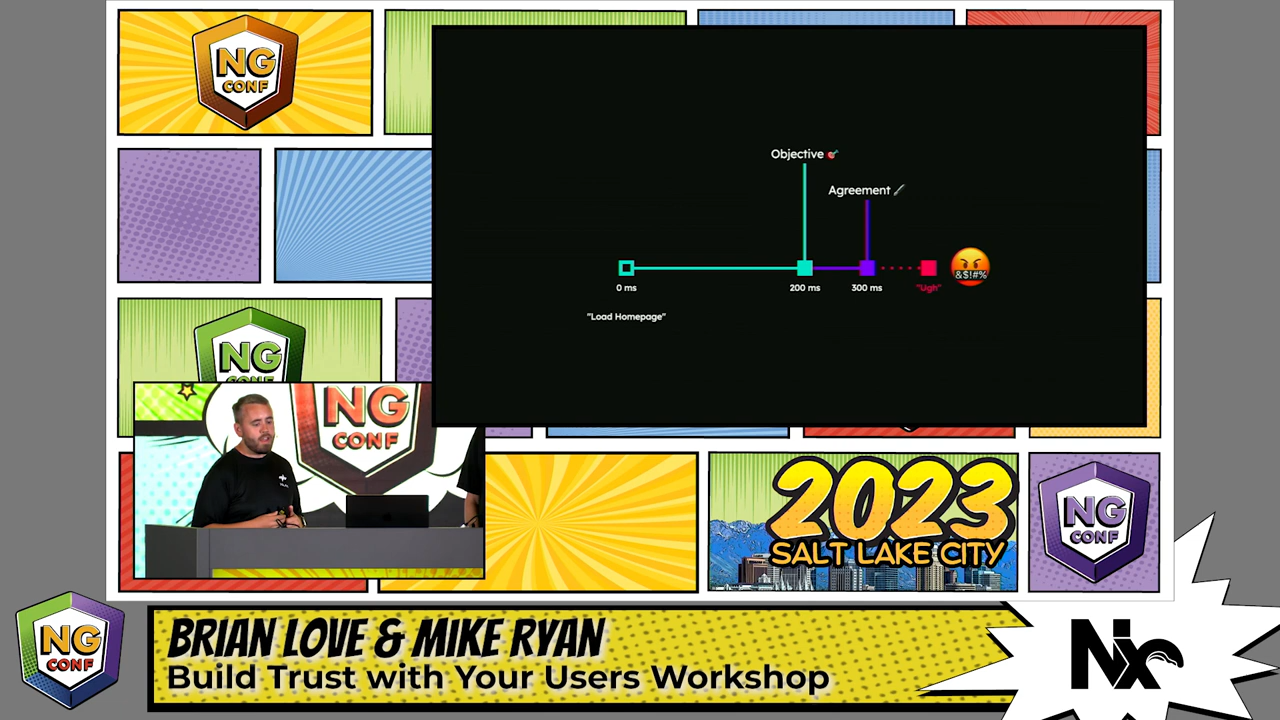 NG
CONF
Objective
Agreement
0 ms
200 ms
300 ms
"Ugh"
&$!#%
"Load Homepage"
NG
CONF
NG
CONF
2023
SALT LAKE CITY
NG
CONF
NG
CONF
BRIAN LOVE & MIKE RYAN
Build Trust with Your Users Workshop
Nx